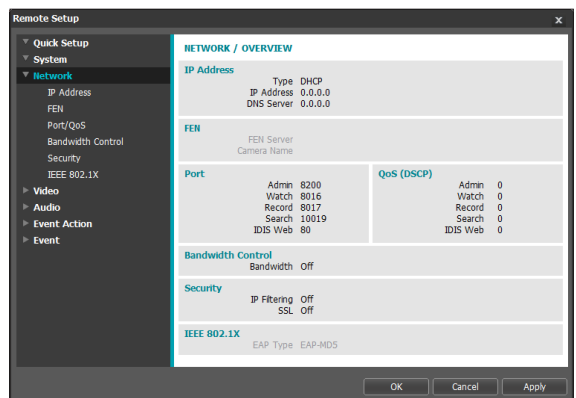 Remote Setup
x
Quick Setup
System
Network
IP Address
FEN
Port/QoS
Bandwidth Control
Security
IEEE 802.1X
Video
Audio
Event Action
Event
NETWORK / OVERVIEW
IP Address
Type DHCP
IP Address 0.0.0.0
DNS Server 0.0.0.0
FEN
FEN Server
Camera Name
Port
Admin 8200
Watch 8016
Record 8017
Search 10019
IDIS Web 80
QoS (DSCP)
Admin 0
Watch 0
Record 0
Search 0
IDIS Web 0
Bandwidth Control
Bandwidth Off
Security
IP Filtering Off
SSL Off
IEEE 802.1X
EAP Type EAP-MD5
OK Cancel Apply